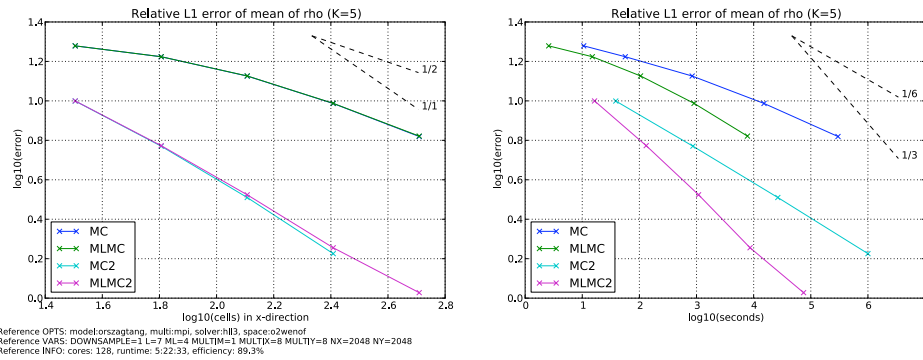 Relative L1 error of mean of rho (K=5)
1.4
1.2
1.0
0.8
0.6
0.4
0.2
0.0
log10(error)
1/2
1/1
MC
MLMC
MC2
MLMC2
1.4
1.6
1.8
2.0
2.2
2.4
2.6
2.8
log10(cells) in x-direction
Relative L1 error of mean of rho (K=5)
1.4
1.2
1.0
0.8
0.6
0.4
0.2
0.0
log10(error)
1/6
1/3
MC
MLMC
MC2
MLMC2
0
1
2
3
4
5
6
7
log10(seconds)
Reference OPTS: model:orszagtang, multi:mpi, solver:hll3, space:o2wenof
Reference VARS: DOWNSAMPLE=1 L=7 ML=4 MULTIM=1 MULTIX=8 MULTIY=8 NX=2048 NY=2048
Reference INFO: cores: 128, runtime: 5:22:33, efficiency: 89.3%